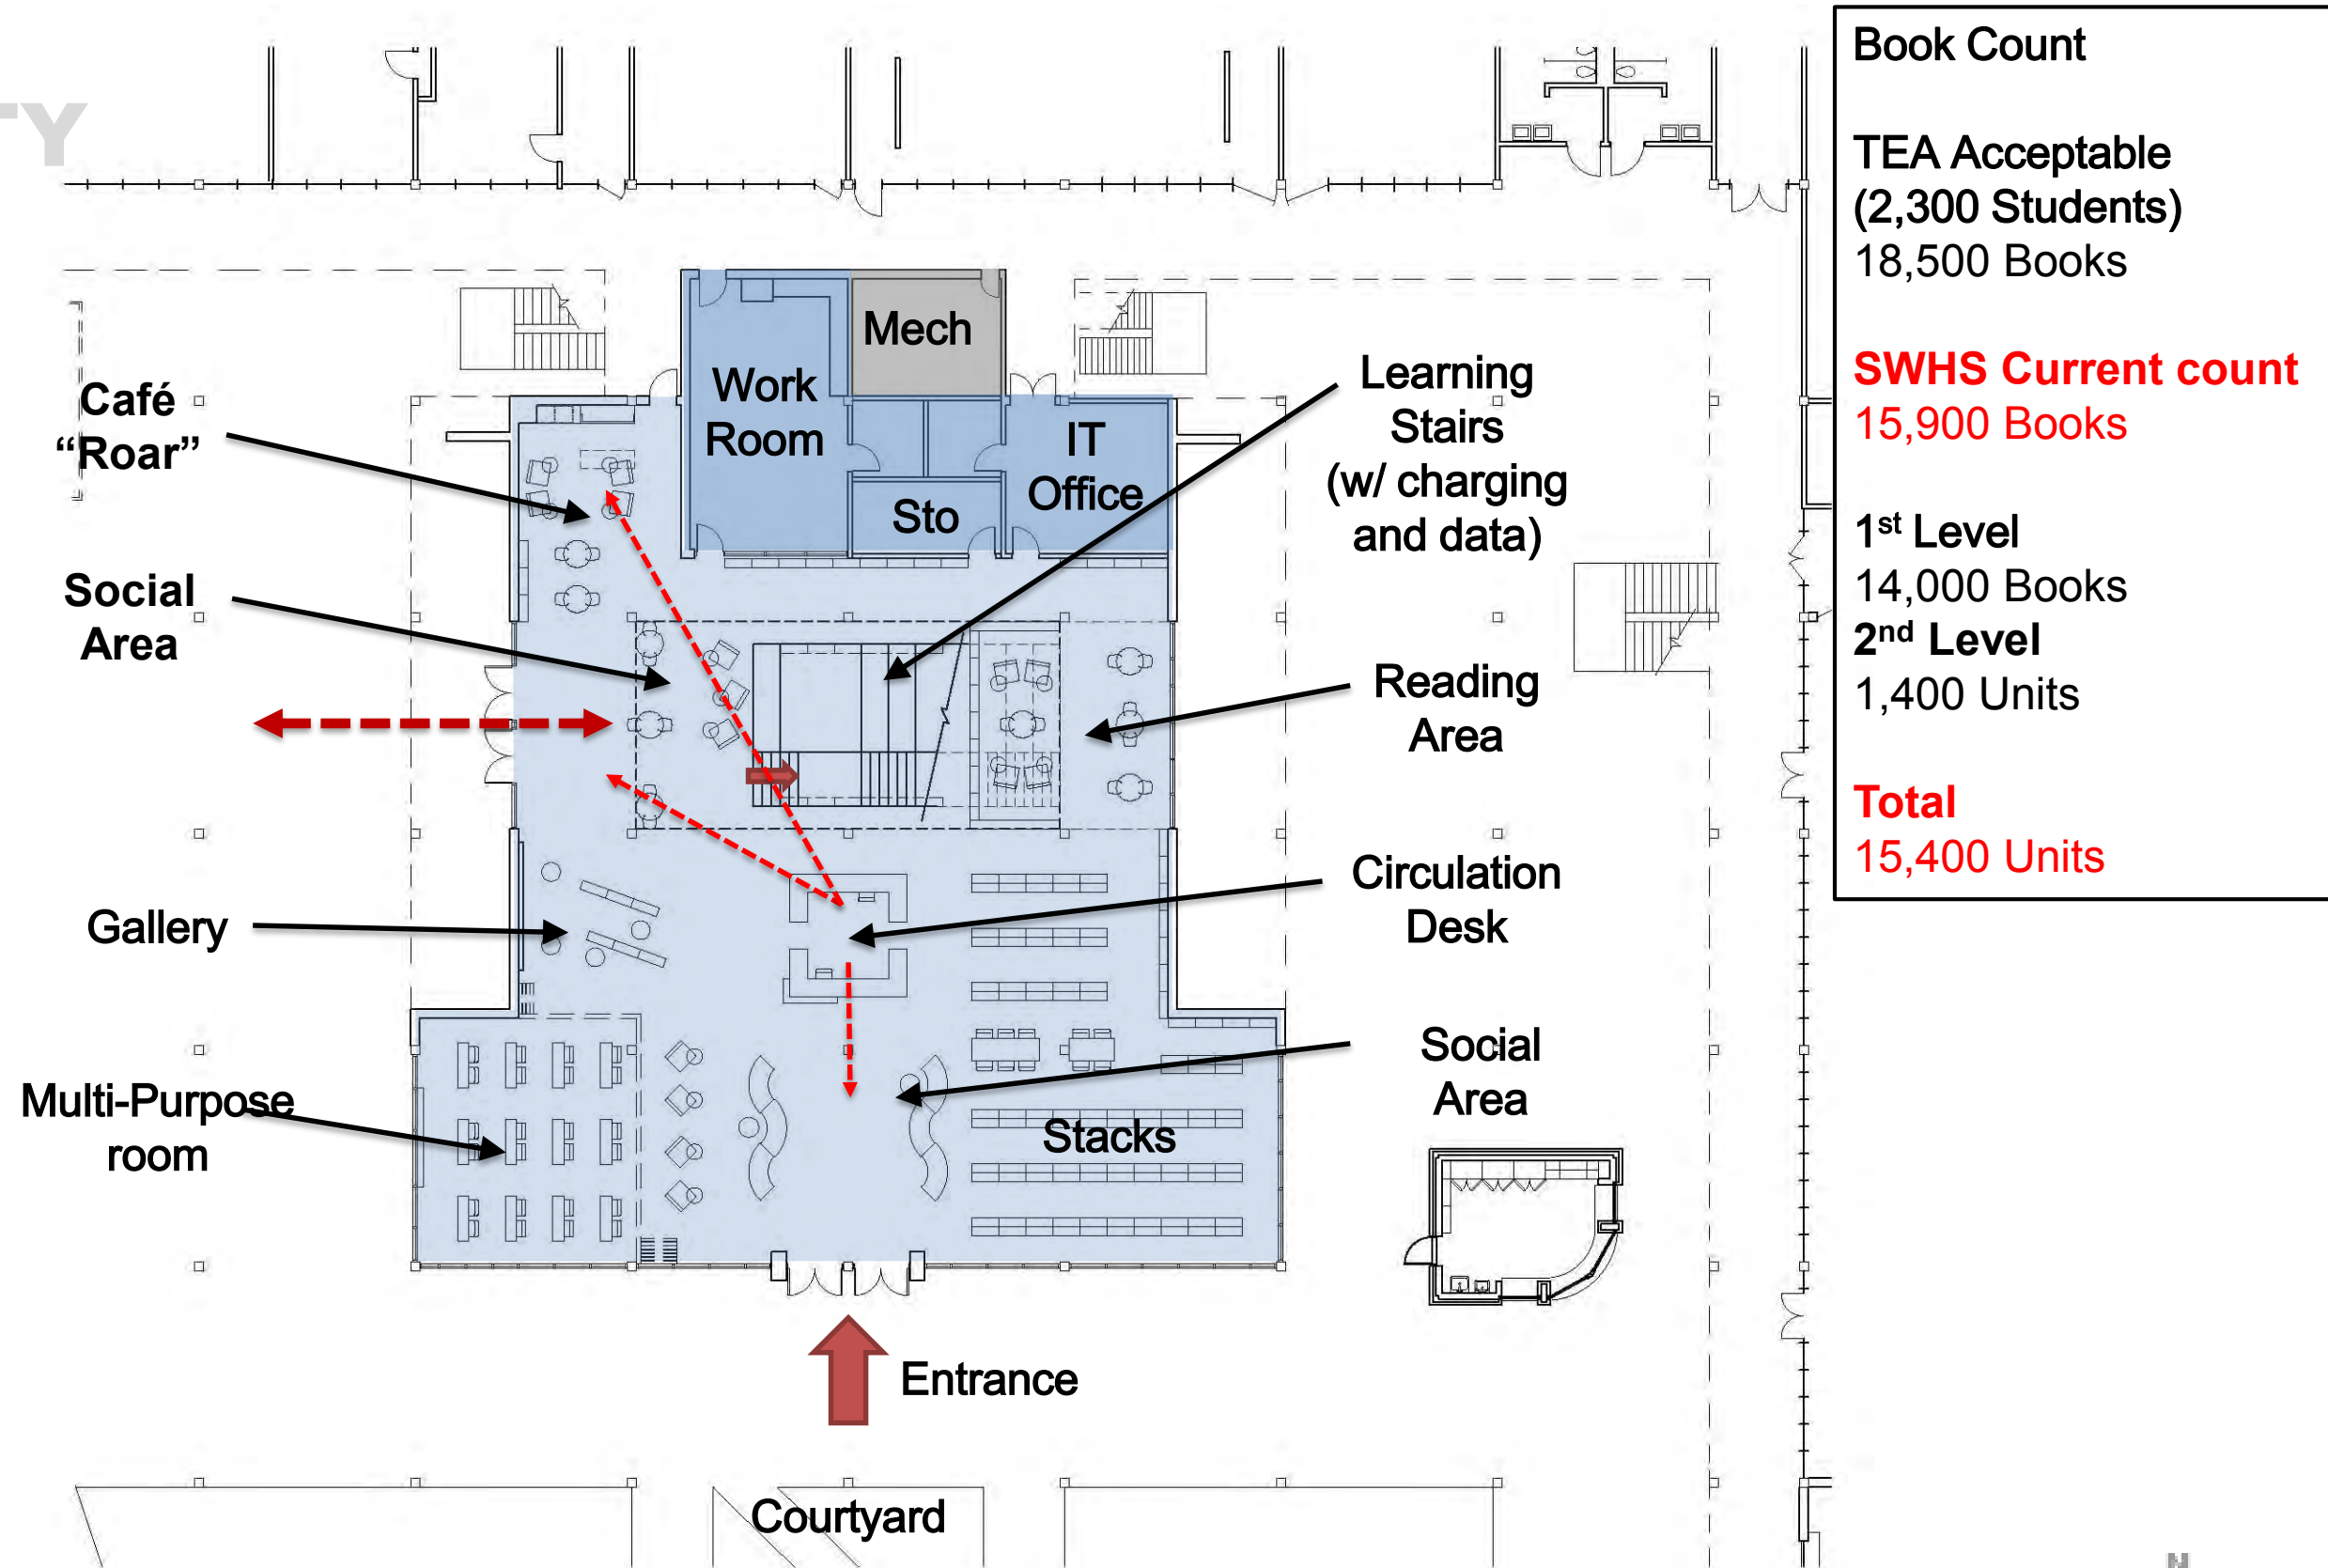 TY
Book Count
TEA Acceptable
(2,300 Students)
18,500 Books
SWHS Current count
15,900 Books
1st Level
14,000 Books
2nd Level
1,400 Units
Total
15,400 Units
Mech
Work
Room
IT
Office
Sto
Café
“Roar”
Social
Area
Gallery
Multi-Purpose
room
Learning
Stairs
(w/ charging
and data)
Reading
Area
Circulation
Desk
Social
Area
Stacks
Entrance
Courtyard
N